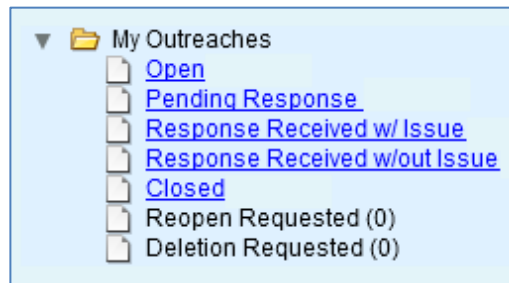 My Outreaches
Open
Pending Response
Response Received w/ Issue
Response Received w/out Issue
Closed
Reopen Requested (0)
Deletion Requested (0)